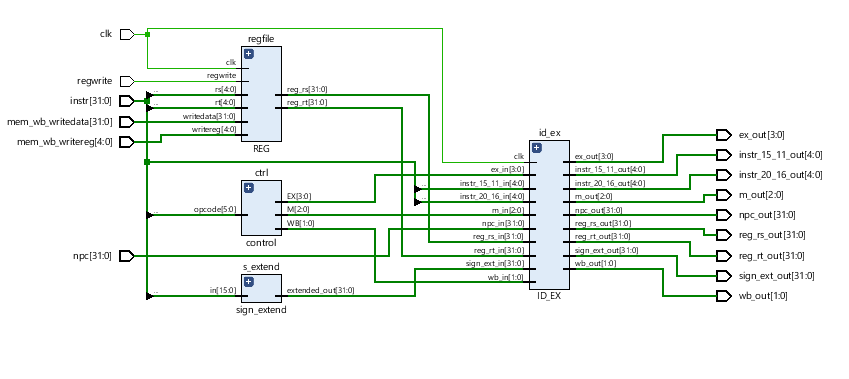 clk
regwrite
instr[31:0]
mem_wb_writedata[31:0]
mem_wb_writereg[4:0]
npc[31:0]
regfile
clk
regwrite
rs[4:0]
rt[4:0]
writedata[31:0]
writereg[4:0]
reg_rs[31:0]
reg_rt[31:0]
REG
ctrl
opcode[5:0]
EX[3:0]
M[2:0]
WB[1:0]
control
s_extend
in[15:0]
extended_out[31:0]
sign_extend
id_ex
clk
ex_in[3:0]
instr_15_11_in[4:0]
instr_20_16_in[4:0]
m_in[2:0]
npc_in[31:0]
reg_rs_in[31:0]
reg_rt_in[31:0]
sign_ext_in[31:0]
wb_in[1:0]
ex_out[3:0]
instr_15_11_out[4:0]
instr_20_16_out[4:0]
m_out[2:0]
npc_out[31:0]
reg_rs_out[31:0]
reg_rt_out[31:0]
sign_ext_out[31:0]
wb_out[1:0]
ID_EX
ex_out[3:0]
instr_15_11_out[4:0]
instr_20_16_out[4:0]
m_out[2:0]
npc_out[31:0]
reg_rs_out[31:0]
reg_rt_out[31:0]
sign_ext_out[31:0]
wb_out[1:0]